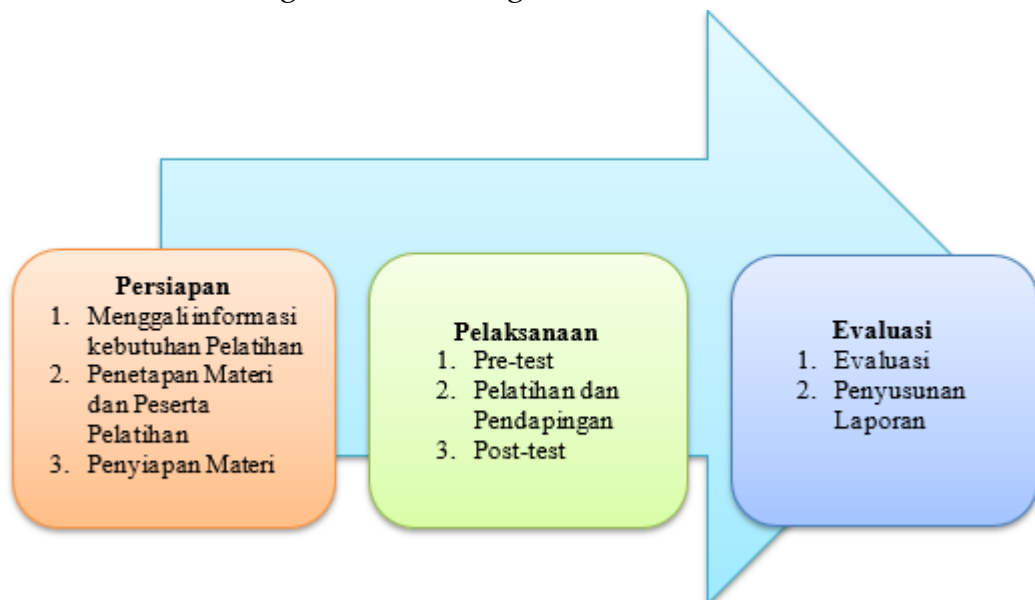 Persiapan
1. Menggali informasi
kebutuhan Pelatihan
2. Penetapan Materi
dan Peserta
Pelatihan
3. Penyiapan Materi
Pelaksanaan
1. Pre-test
2. Pelatihan dan
Pendapingan
3. Post-test
Evaluasi
1. Evaluasi
2. Penyusunan
Laporan